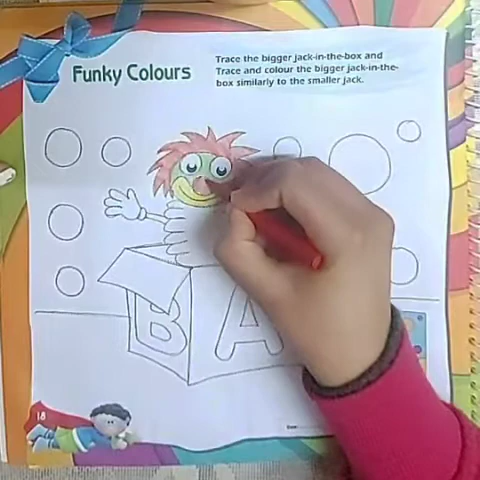 Funky Colours
Trace the bigger jack-in-the-box and
Trace and colour the bigger jack-in-the-
box similarly to the smaller jack.
B A
18